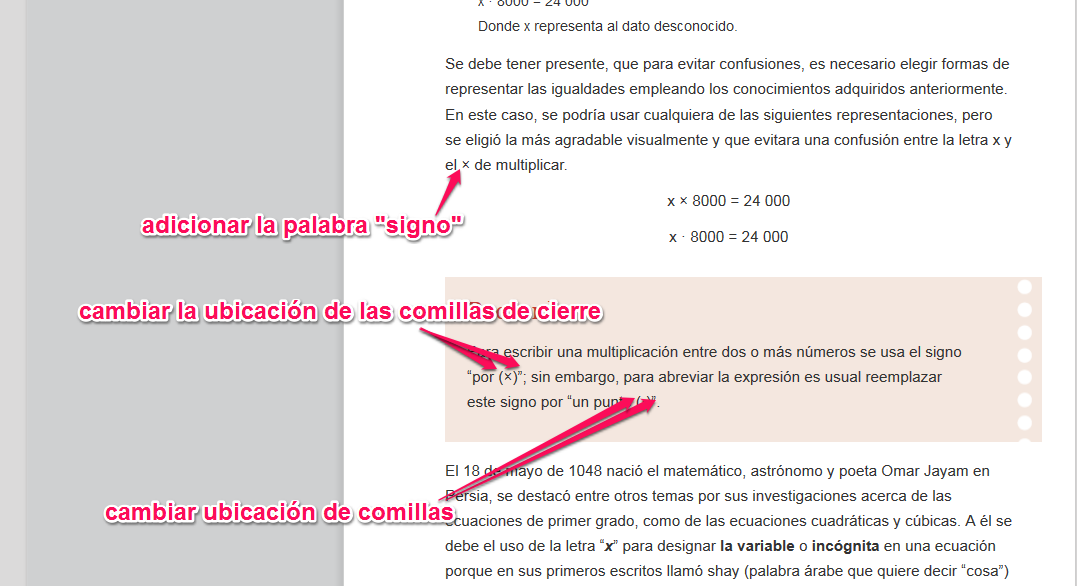 x · 8000 = 24 000
Donde x representa al dato desconocido.
Se debe tener presente, que para evitar confusiones, es necesario elegir formas de
representar las igualdades empleando los conocimientos adquiridos anteriormente.
En este caso, se podría usar cualquiera de las siguientes representaciones, pero
se eligió la más agradable visualmente y que evitara una confusión entre la letra x y
el × de multiplicar.
x × 8000 = 24 000
adicionar la palabra "signo"
x · 8000 = 24 000
cambiar la ubicación de las comillas de cierre
Para escribir una multiplicación entre dos o más números se usa el signo
“por (×)”; sin embargo, para abreviar la expresión es usual reemplazar
este signo por “un punto (·)”.
El 18 de mayo de 1048 nació el matemático, astrónomo y poeta Omar Jayam en
Persia, se destacó entre otros temas por sus investigaciones acerca de las
cambiar ubicación de comillas
ecuaciones de primer grado, como de las ecuaciones cuadráticas y cúbicas. A él se
debe el uso de la letra “x” para designar la variable o incógnita en una ecuación
porque en sus primeros escritos llamó shay (palabra árabe que quiere decir “cosa”)